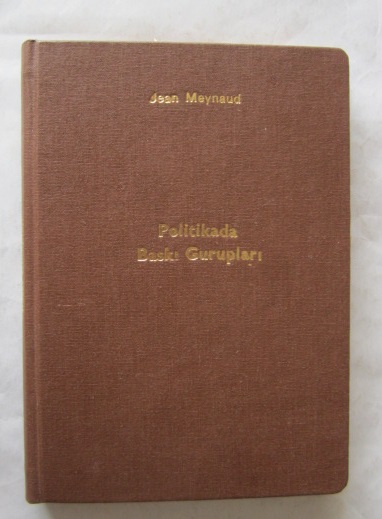 Jean Meynaud
Politikada
Baskı Gurupları